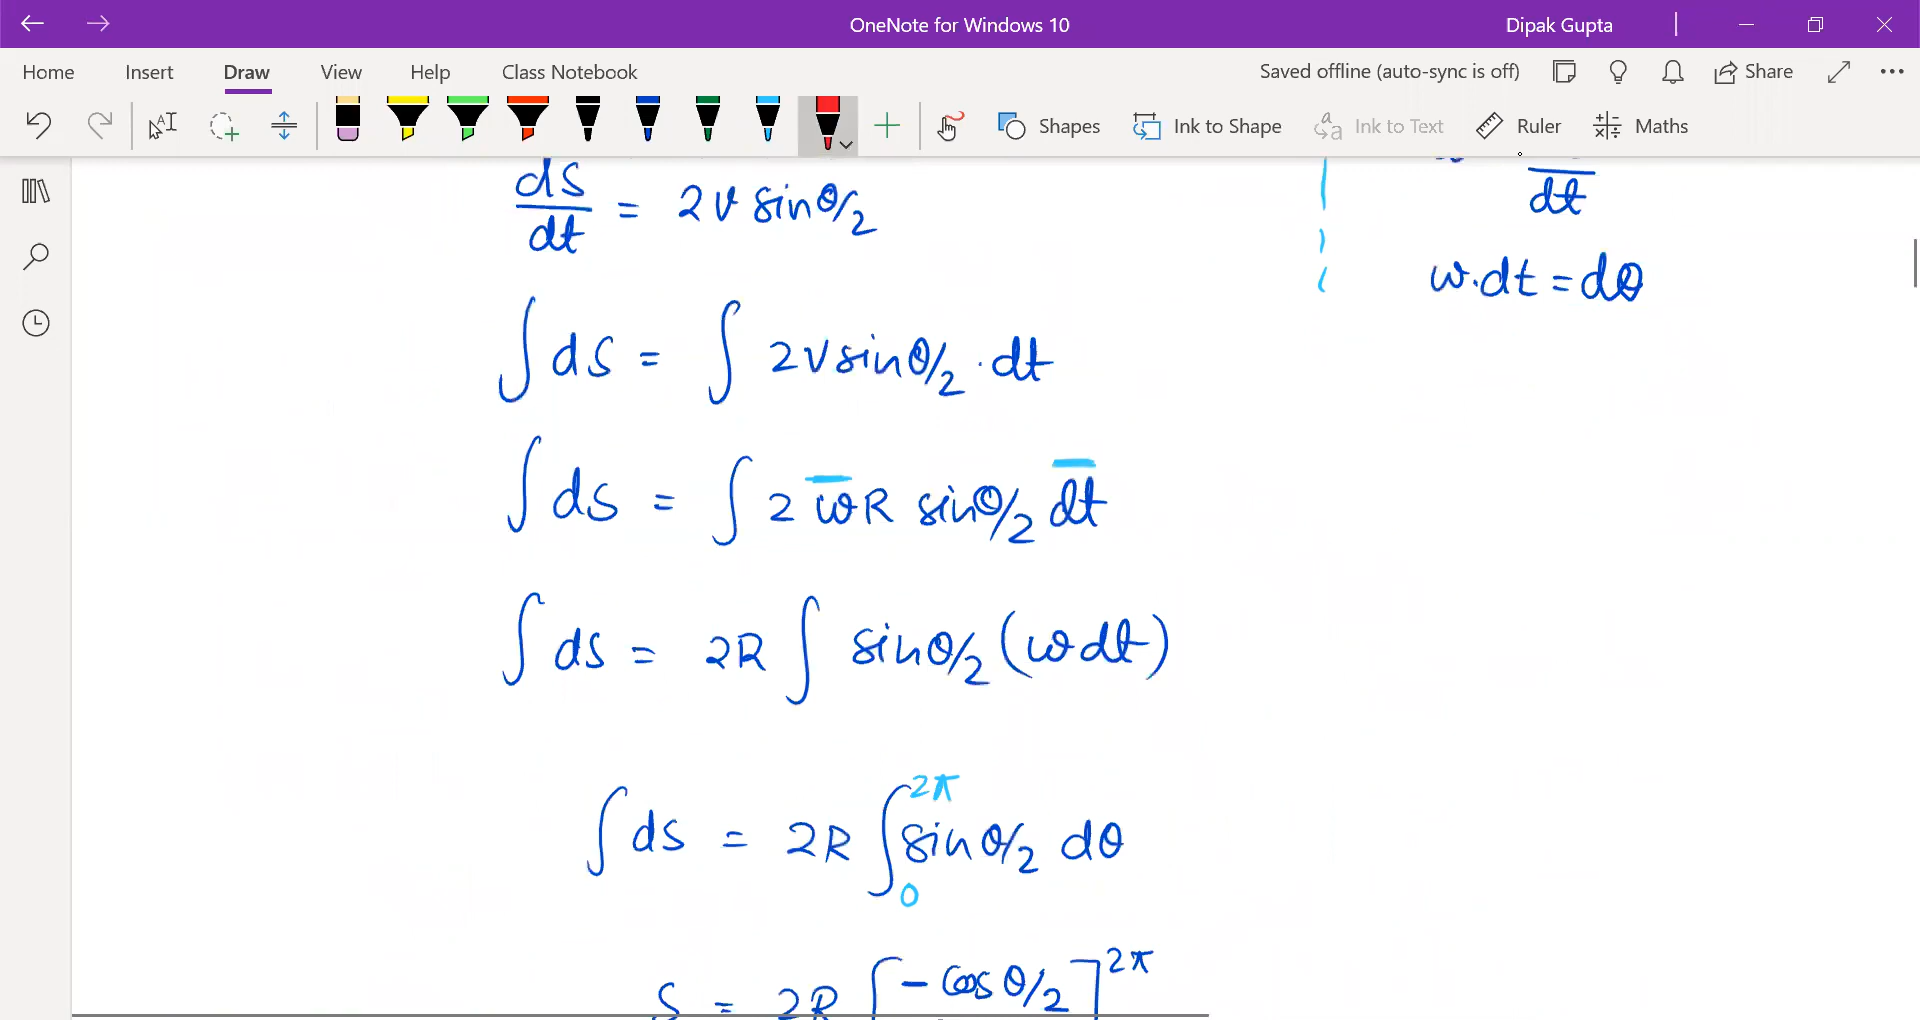 OneNote for Windows 10
Dipak Gupta
Home Insert Draw View Help Class Notebook
Saved offline (auto-sync is off) Share
Shapes Ink to Shape Ink to Text Ruler Maths
ds/dt = 2v sinθ/2
dt
ω.dt = dθ
∫ ds = ∫ 2v sinθ/2 · dt
∫ ds = ∫ 2 ωR sinθ/2 dt
∫ ds = 2R ∫ sinθ/2 (ωdt)
∫ ds = 2R ∫₀^2π sinθ/2 dθ
S = 2R [-cosθ/2]^2π